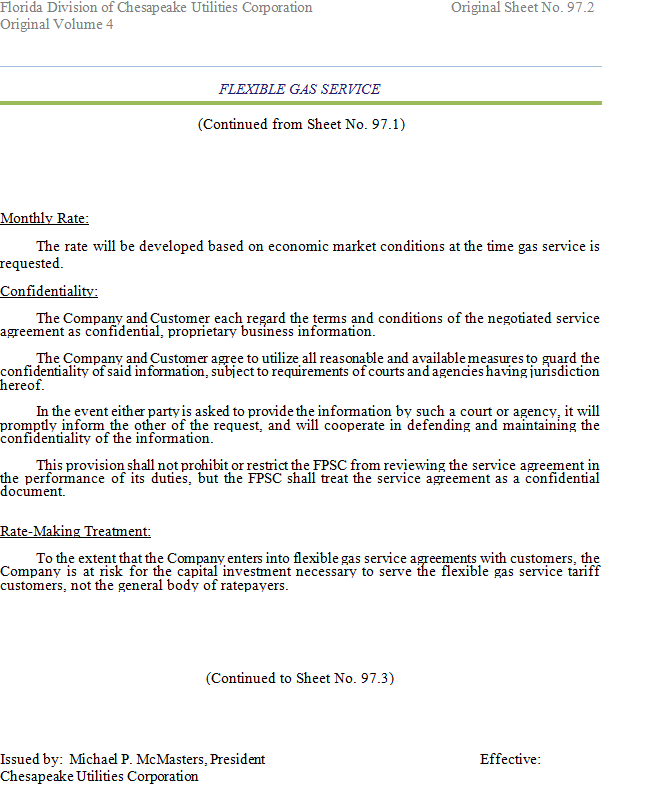 Florida Division of Chesapeake Utilities Corporation Original Sheet No. 97.2
Original Volume 4
FLEXIBLE GAS SERVICE
(Continued from Sheet No. 97.1)
Monthly Rate:
The rate will be developed based on economic market conditions at the time gas service is
requested.
Confidentiality:
The Company and Customer each regard the terms and conditions of the negotiated service
agreement as confidential, proprietary business information.
The Company and Customer agree to utilize all reasonable and available measures to guard the
confidentiality of said information, subject to requirements of courts and agencies having jurisdiction
hereof.
In the event either party is asked to provide the information by such a court or agency, it will
promptly inform the other of the request, and will cooperate in defending and maintaining the
confidentiality of the information.
This provision shall not prohibit or restrict the FPSC from reviewing the service agreement in
the performance of its duties, but the FPSC shall treat the service agreement as a confidential
document.
Rate-Making Treatment:
To the extent that the Company enters into flexible gas service agreements with customers, the
Company is at risk for the capital investment necessary to serve the flexible gas service tariff
customers, not the general body of ratepayers.
(Continued to Sheet No. 97.3)
Issued by: Michael P. McMasters, President Effective:
Chesapeake Utilities Corporation